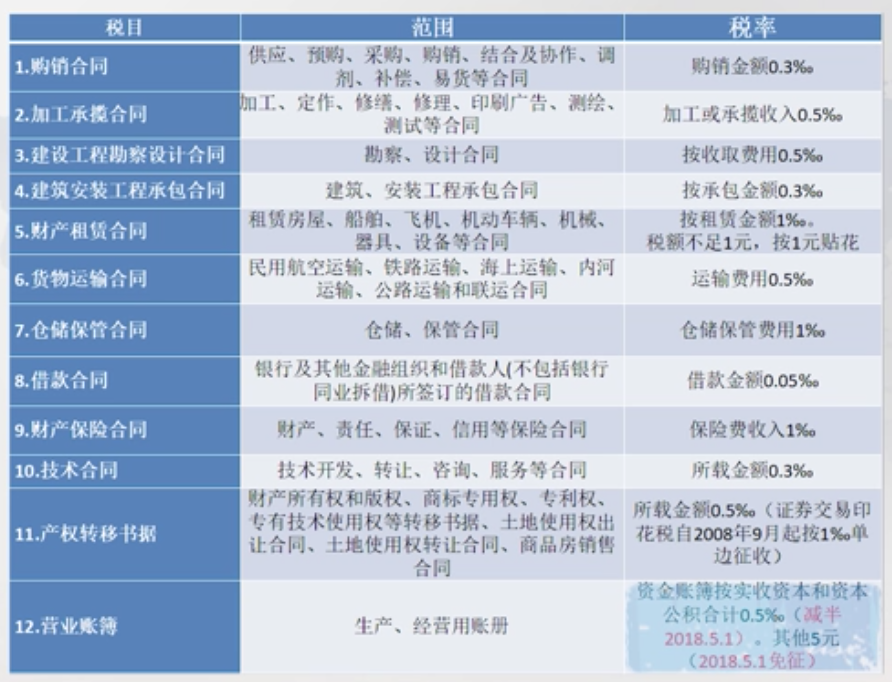 税目 范围 税率
1.购销合同
供应、预购、采购、购销、结合及协作、调
剂、补偿、易货等合同
购销金额0.3‰
2.加工承揽合同
加工、定作、修缮、修理、印刷广告、测绘、
测试等合同
加工或承揽收入0.5‰
3.建设工程勘察设计合同
勘察、设计合同
按收取费用0.5‰
4.建筑安装工程承包合同
建筑、安装工程承包合同
按承包金额0.3‰
5.财产租赁合同
租赁房屋、船舶、飞机、机动车辆、机械、
器具、设备等合同
按租赁金额1‰。
税额不足1元，按1元贴花
6.货物运输合同
民用航空运输、铁路运输、海上运输、内河
运输、公路运输和联运合同
运输费用0.5‰
7.仓储保管合同
仓储、保管合同
仓储保管费用1‰
8.借款合同
银行及其他金融组织和借款人(不包括银行
同业拆借)所签订的借款合同
借款金额0.05‰
9.财产保险合同
财产、责任、保证、信用等保险合同
保险费收入1‰
10.技术合同
技术开发、转让、咨询、服务等合同
所载金额0.3‰
11.产权转移书据
财产所有权和版权、商标专用权、专利权、
专有技术使用权等转移书据、土地使用权出
让合同、土地使用权转让合同、商品房销售
合同
所载金额0.5‰（证券交易印
花税自2008年9月起按1‰单
边征收）
12.营业账簿
生产、经营用账册
资金账簿按实收资本和资本
公积合计0.5‰（减半
2018.5.1）。其他5元
（2018.5.1免征）